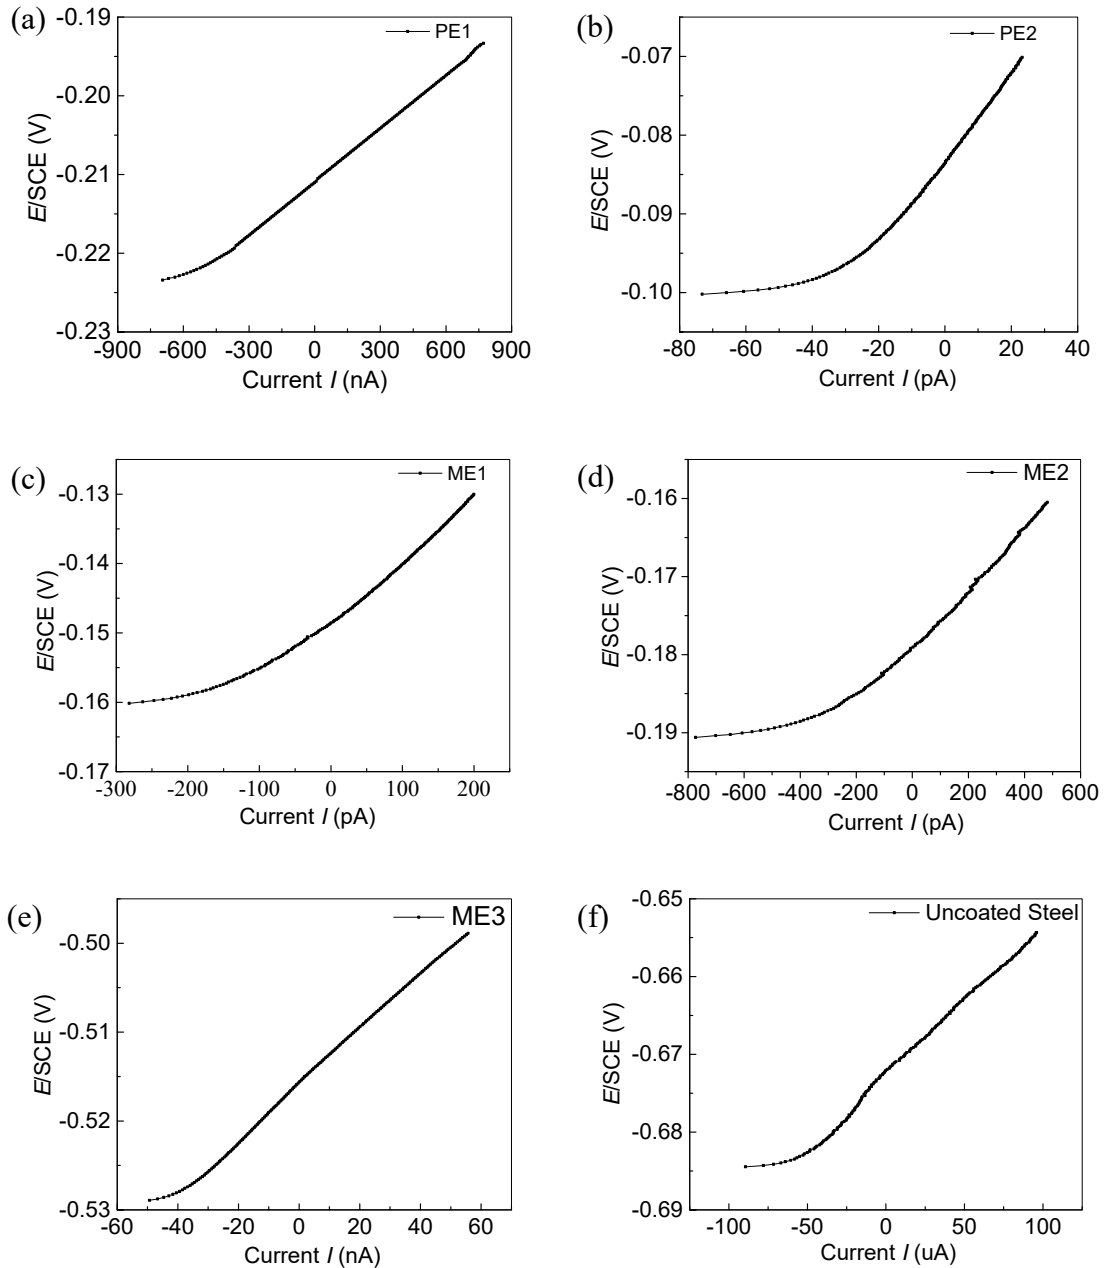 (a)
-0.19
-0.20
-0.21
-0.22
-0.23
E/SCE (V)
PE1
-900 -600 -300 0 300 600 900
Current I (nA)
(b)
-0.07
-0.08
-0.09
-0.10
E/SCE (V)
PE2
-80 -60 -40 -20 0 20 40
Current I (pA)
(c)
-0.13
-0.14
-0.15
-0.16
-0.17
E/SCE (V)
ME1
-300 -200 -100 0 100 200
Current I (pA)
(d)
-0.16
-0.17
-0.18
-0.19
E/SCE (V)
ME2
-800 -600 -400 -200 0 200 400 600
Current I (pA)
(e)
-0.50
-0.51
-0.52
-0.53
E/SCE (V)
ME3
-60 -40 -20 0 20 40 60
Current I (nA)
(f)
-0.65
-0.66
-0.67
-0.68
-0.69
E/SCE (V)
Uncoated Steel
-100 -50 0 50 100
Current I (uA)